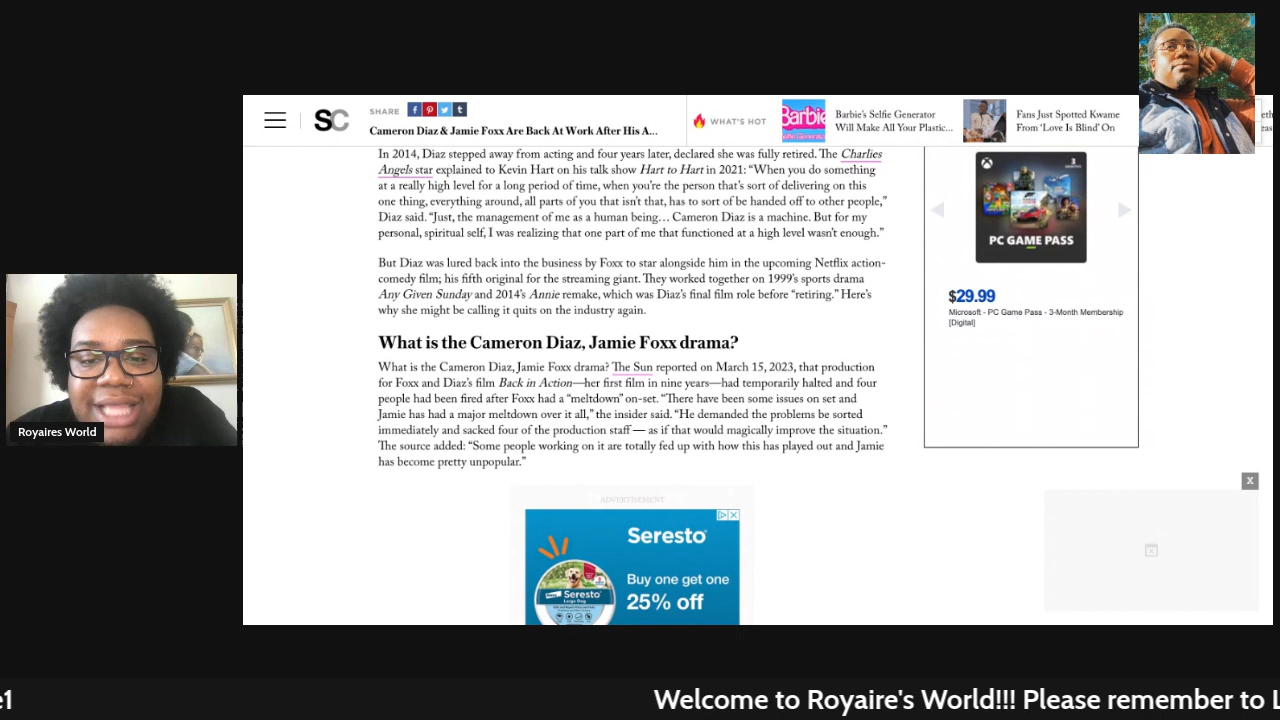 SC
SHARE
Cameron Diaz & Jamie Foxx Are Back At Work After His A...
WHAT'S HOT
Barbie
Barbie's Selfie Generator
Will Make All Your Plastic...
Fans Just Spotted Kwame
From 'Love Is Blind' On
In 2014, Diaz stepped away from acting and four years later, declared she was fully retired. The Charlies
Angels star explained to Kevin Hart on his talk show Hart to Hart in 2021: "When you do something
at a really high level for a long period of time, when you're the person that's sort of delivering on this
one thing, everything around, all parts of you that isn't that, has to sort of be handed off to other people,"
Diaz said. "Just, the management of me as a human being… Cameron Diaz is a machine. But for my
personal, spiritual self, I was realizing that one part of me that functioned at a high level wasn't enough."
But Diaz was lured back into the business by Foxx to star alongside him in the upcoming Netflix action-
comedy film; his fifth original for the streaming giant. They worked together on 1999's sports drama
Any Given Sunday and 2014's Annie remake, which was Diaz's final film role before "retiring." Here's
why she might be calling it quits on the industry again.
What is the Cameron Diaz, Jamie Foxx drama?
What is the Cameron Diaz, Jamie Foxx drama? The Sun reported on March 15, 2023, that production
for Foxx and Diaz's film Back in Action—her first film in nine years—had temporarily halted and four
people had been fired after Foxx had a "meltdown" on-set. "There have been some issues on set and
Jamie has had a major meltdown over it all," the insider said. "He demanded the problems be sorted
immediately and sacked four of the production staff — as if that would magically improve the situation."
The source added: "Some people working on it are totally fed up with how this has played out and Jamie
has become pretty unpopular."
PC GAME PASS
$29.99
Microsoft - PC Game Pass - 3-Month Membership
[Digital]
ADVERTISEMENT
Seresto
Buy one get one
25% off
Seresto
X
Royaires World
e1
Welcome to Royaire's World!!! Please remember to L